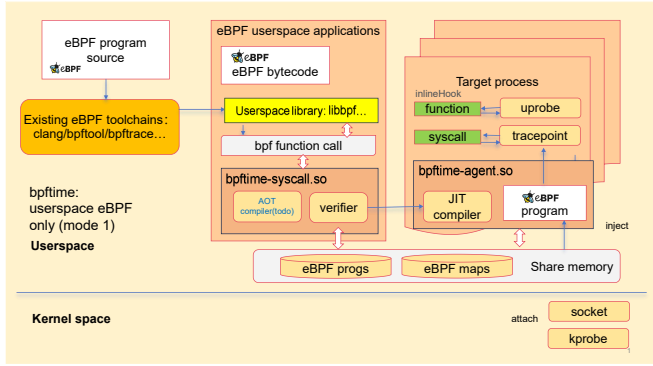 eBPF program
source
eBPF
Existing eBPF toolchains:
clang/bpftool/bpftrace…
bpftime:
userspace eBPF
only (mode 1)
Userspace
eBPF userspace applications
eBPF
eBPF bytecode
Userspace library: libbpf…
bpf function call
bpftime-syscall.so
AOT
compiler(todo)
verifier
Target process
inlineHook
function
uprobe
syscall
tracepoint
bpftime-agent.so
JIT
compiler
eBPF
program
inject
eBPF progs
eBPF maps
Share memory
Kernel space
attach
socket
kprobe